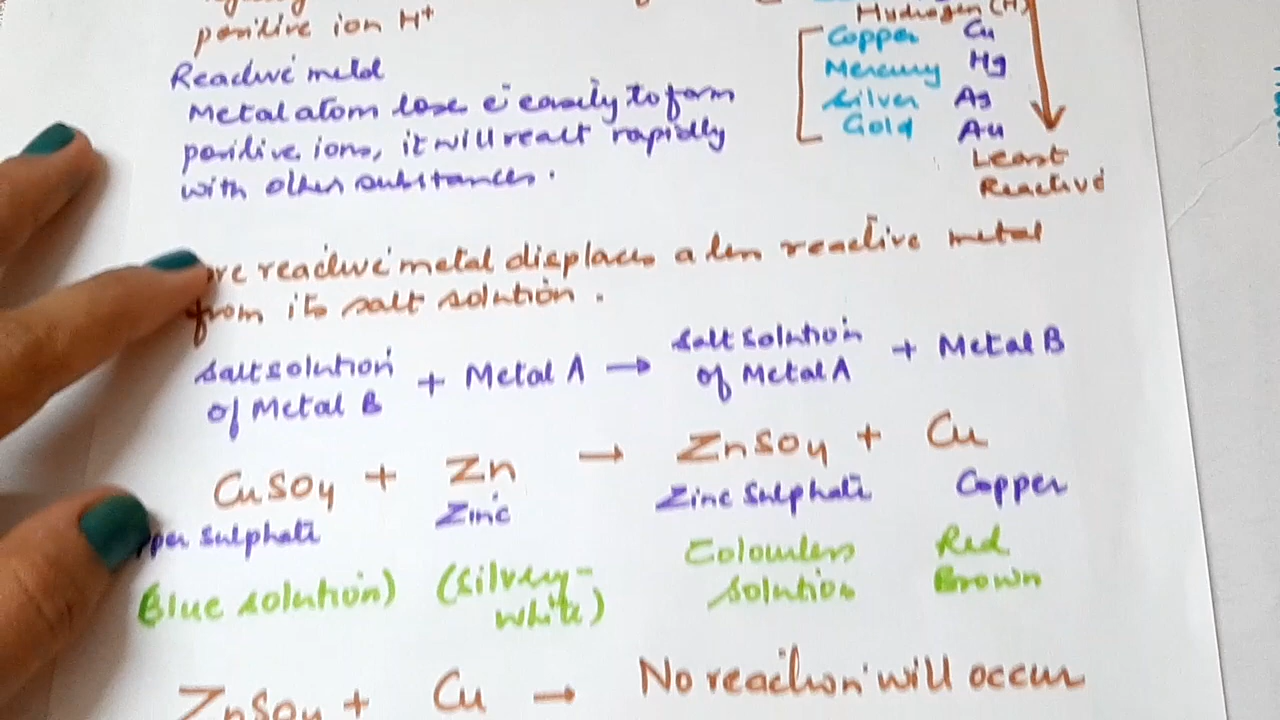 positive ion H⁺
Hydrogen (H)
Copper Cu
Mercury Hg
Silver Ag
Gold Au
Least
Reactive
Reactive metal
Metal atom lose e⁻ easily to form
positive ions, it will react rapidly
with other substances.
ore reactive metal displaces a less reactive metal
from its salt solution.
Salt solution of Metal B + Metal A → Salt solution of Metal A + Metal B
CuSO4 + Zn → ZnSO4 + Cu
pper Sulphate Zinc Zinc Sulphate Copper
Blue solution) (Silvery-white) Colourless solution Red Brown
ZnSO4 + Cu → No reaction will occur